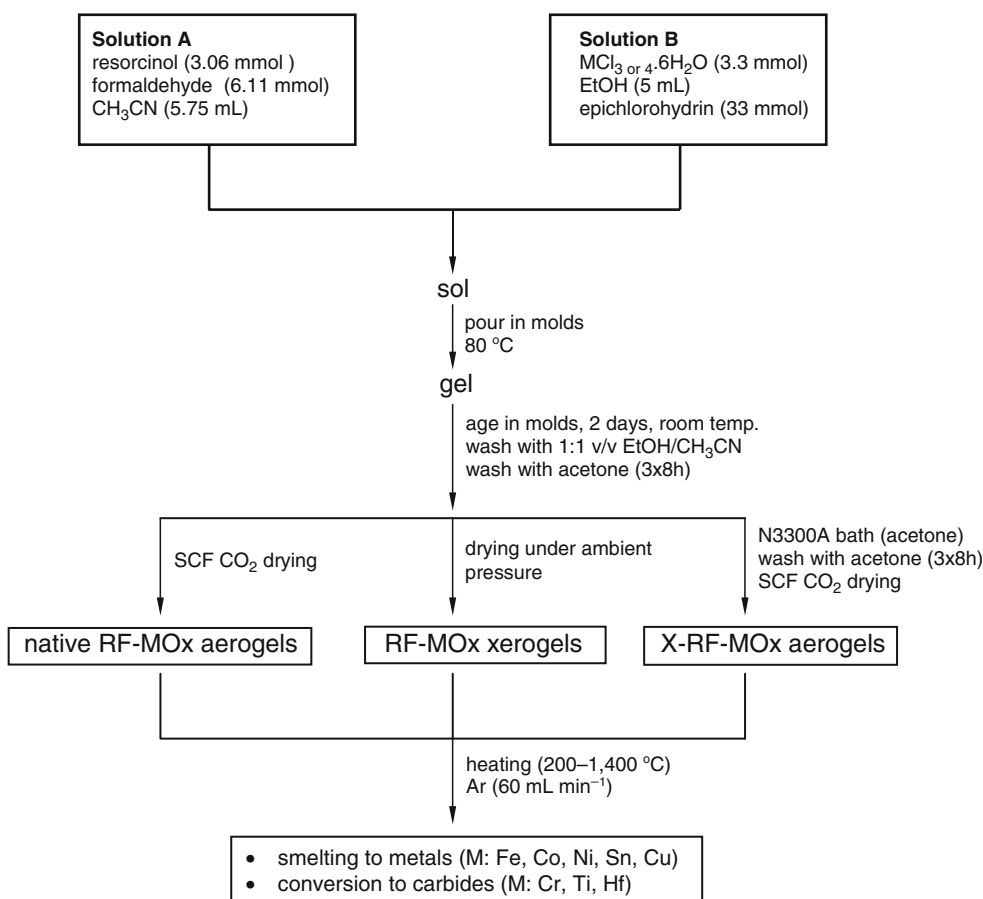 Solution A
resorcinol (3.06 mmol )
formaldehyde (6.11 mmol)
CH₃CN (5.75 mL)
Solution B
MCl₃ or ₄.6H₂O (3.3 mmol)
EtOH (5 mL)
epichlorohydrin (33 mmol)
sol
pour in molds
80 °C
gel
age in molds, 2 days, room temp.
wash with 1:1 v/v EtOH/CH₃CN
wash with acetone (3x8h)
SCF CO₂ drying
drying under ambient
pressure
N3300A bath (acetone)
wash with acetone (3x8h)
SCF CO₂ drying
native RF-MOx aerogels
RF-MOx xerogels
X-RF-MOx aerogels
heating (200–1,400 °C)
Ar (60 mL min⁻¹)
• smelting to metals (M: Fe, Co, Ni, Sn, Cu)
• conversion to carbides (M: Cr, Ti, Hf)